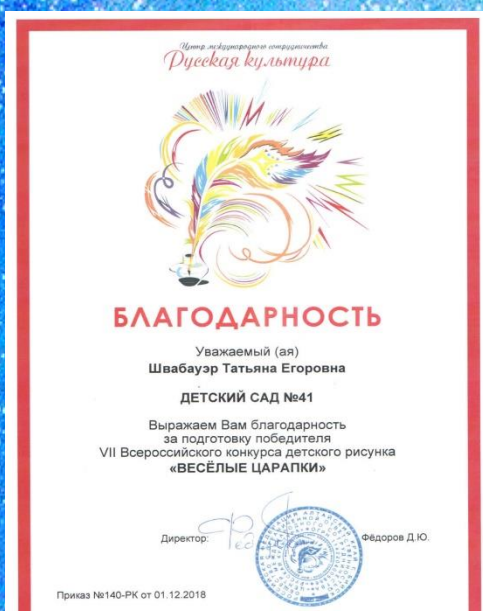 Центр международного сотрудничества
Русская культура
БЛАГОДАРНОСТЬ
Уважаемый (ая)
Швабауэр Татьяна Егоровна
ДЕТСКИЙ САД №41
Выражаем Вам благодарность
за подготовку победителя
VII Всероссийского конкурса детского рисунка
«ВЕСЁЛЫЕ ЦАРАПКИ»
Директор: Фёдоров Д.Ю.
Приказ №140-РК от 01.12.2018